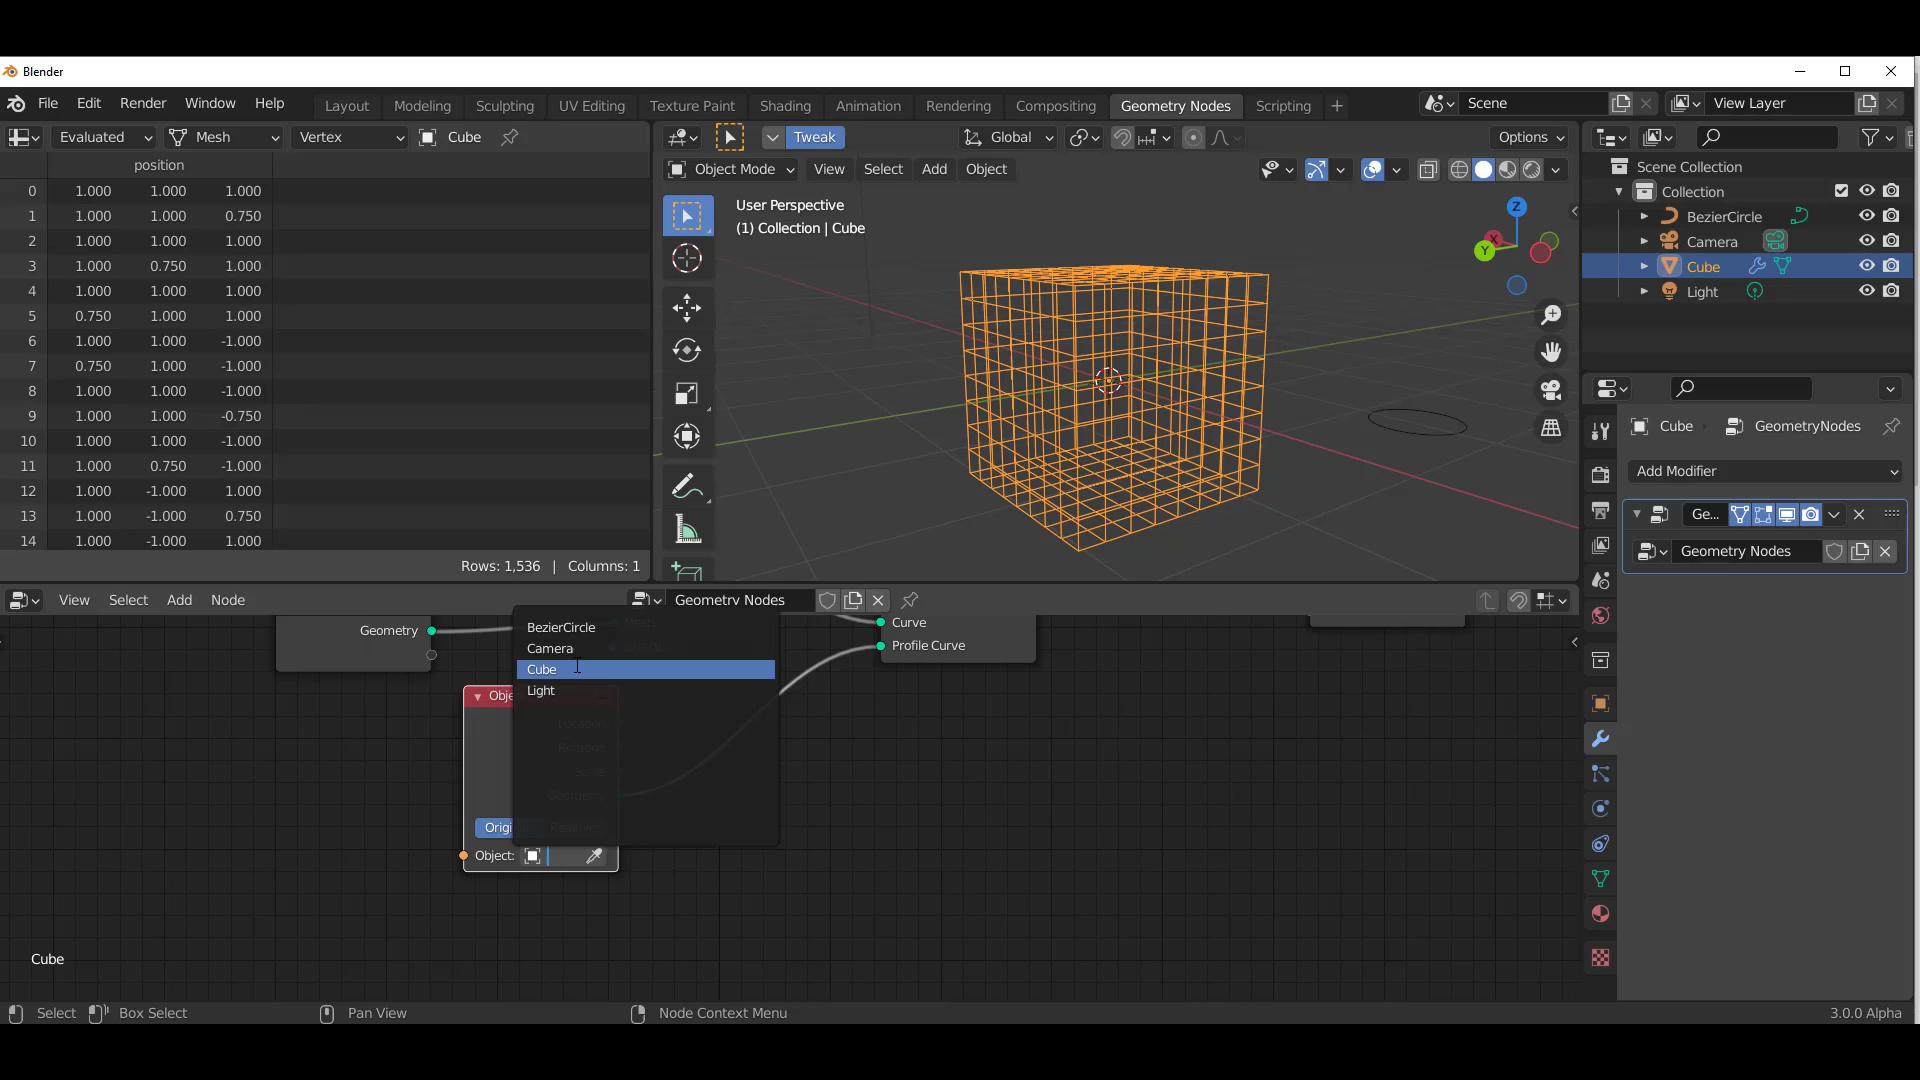 Blender
File Edit Render Window Help Layout Modeling Sculpting UV Editing Texture Paint Shading Animation Rendering Compositing Geometry Nodes Scripting + Scene View Layer
Evaluated Mesh Vertex Cube Tweak Global Options
position
0 1.000 1.000 1.000
1 1.000 1.000 0.750
2 1.000 1.000 1.000
3 1.000 0.750 1.000
4 1.000 1.000 1.000
5 0.750 1.000 1.000
6 1.000 1.000 -1.000
7 0.750 1.000 -1.000
8 1.000 1.000 -1.000
9 1.000 1.000 -0.750
10 1.000 1.000 -1.000
11 1.000 0.750 -1.000
12 1.000 -1.000 1.000
13 1.000 -1.000 0.750
14 1.000 -1.000 1.000
Rows: 1,536 | Columns: 1
Object Mode View Select Add Object
User Perspective
(1) Collection | Cube
Z
X
Y
Scene Collection
Collection
BezierCircle
Camera
Cube
Light
Cube GeometryNodes
Add Modifier
Ge...
Geometry Nodes
View Select Add Node Geometry Nodes
Geometry
BezierCircle
Camera
Cube
Light
Curve
Profile Curve
Obje
Location
Rotation
Scale
Geometry
Origi
Relative
Object:
Cube
Select Box Select Pan View Node Context Menu 3.0.0 Alpha